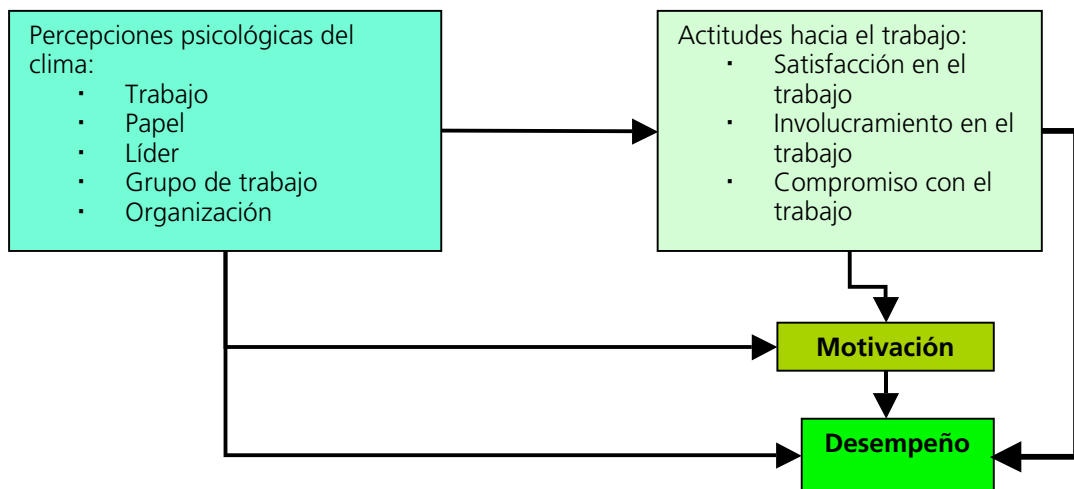 Percepciones psicológicas del
clima:
▪ Trabajo
▪ Papel
▪ Líder
▪ Grupo de trabajo
▪ Organización
Actitudes hacia el trabajo:
▪ Satisfacción en el
trabajo
▪ Involucramiento en el
trabajo
▪ Compromiso con el
trabajo
Motivación
Desempeño